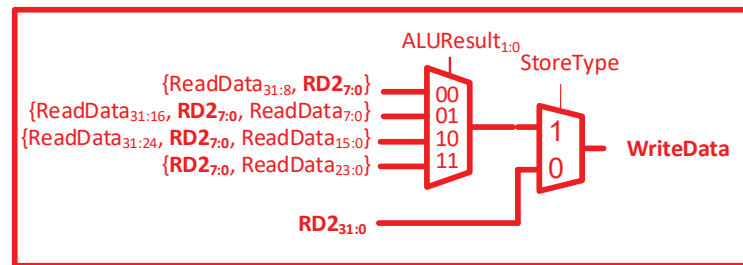 ALUResult1:0
StoreType
{ReadData31:8, RD27:0}
00
{ReadData31:16, RD27:0, ReadData7:0}
01
{ReadData31:24, RD27:0, ReadData15:0}
10
{RD27:0, ReadData23:0}
11
1
0
WriteData
RD231:0